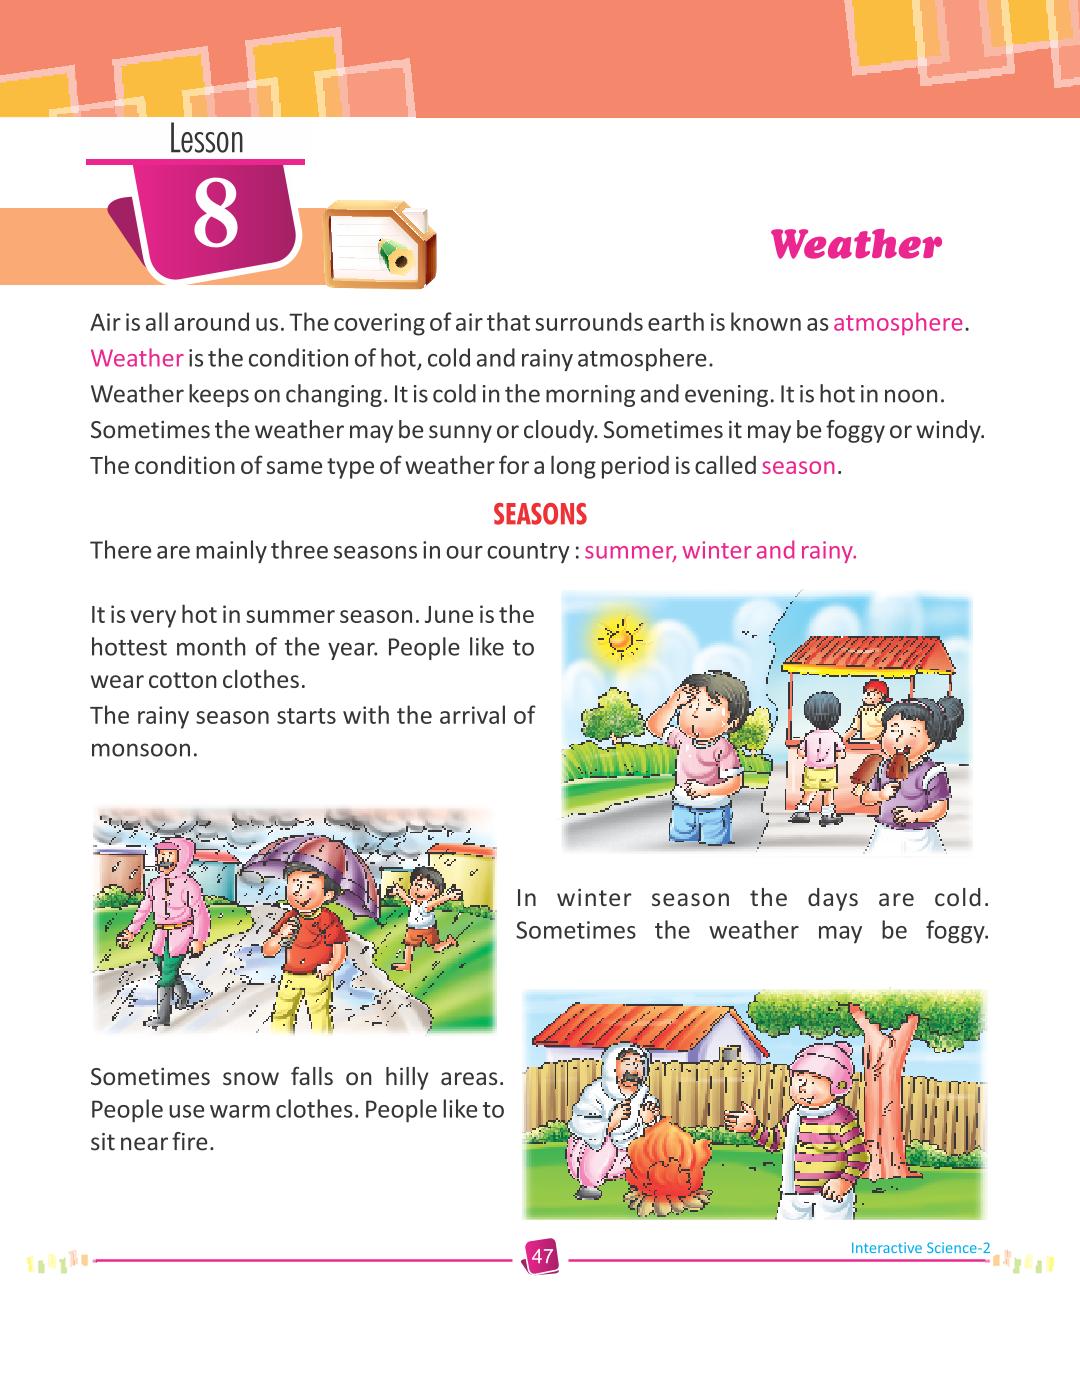 Lesson
8
Weather
Air is all around us. The covering of air that surrounds earth is known as atmosphere.
Weather is the condition of hot, cold and rainy atmosphere.
Weather keeps on changing. It is cold in the morning and evening. It is hot in noon.
Sometimes the weather may be sunny or cloudy. Sometimes it may be foggy or windy.
The condition of same type of weather for a long period is called season.
SEASONS
There are mainly three seasons in our country : summer, winter and rainy.
It is very hot in summer season. June is the
hottest month of the year. People like to
wear cotton clothes.
The rainy season starts with the arrival of
monsoon.
In winter season the days are cold.
Sometimes the weather may be foggy.
Sometimes snow falls on hilly areas.
People use warm clothes. People like to
sit near fire.
47
Interactive Science-2